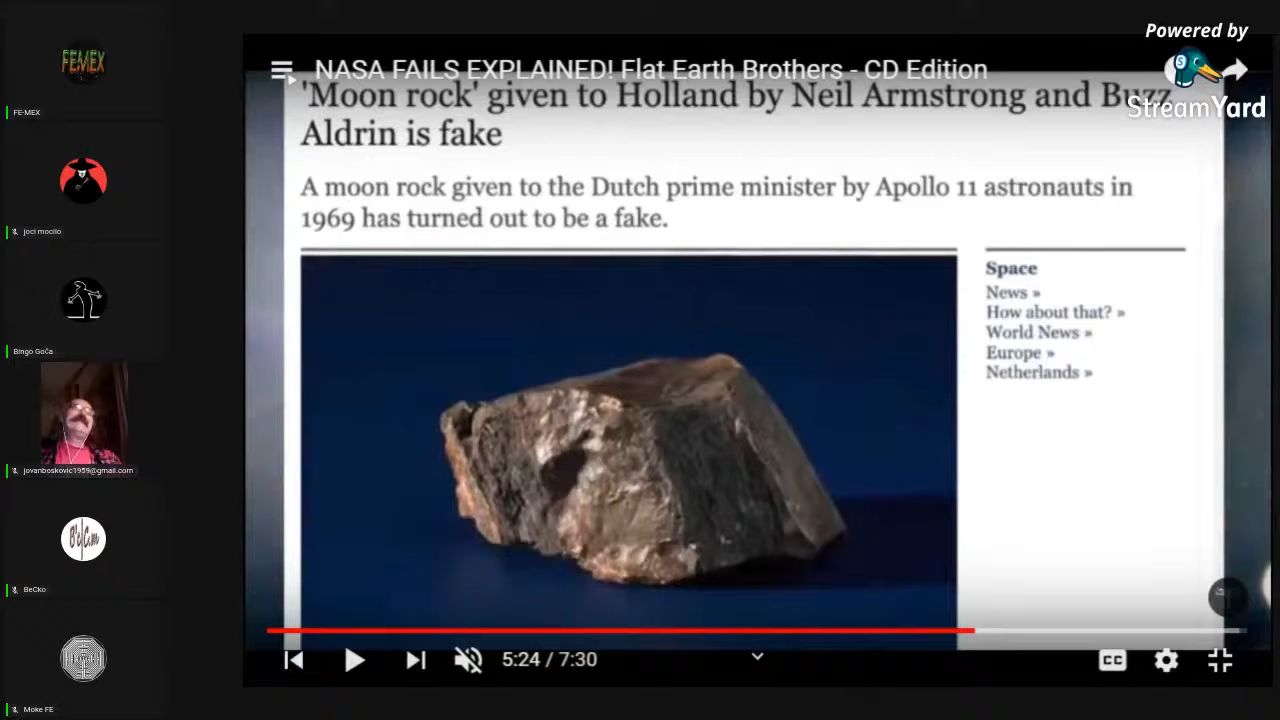 Powered by
StreamYard
NASA FAILS EXPLAINED! Flat Earth Brothers - CD Edition
'Moon rock' given to Holland by Neil Armstrong and Buzz
Aldrin is fake
A moon rock given to the Dutch prime minister by Apollo 11 astronauts in
1969 has turned out to be a fake.
Space
News »
How about that? »
World News »
Europe »
Netherlands »
5:24 / 7:30
CC
FEMEX
FE-MEX
joci mocilo
Bingo Goča
jovanboskovic1959@gmail.com
BeCko
Moke FE